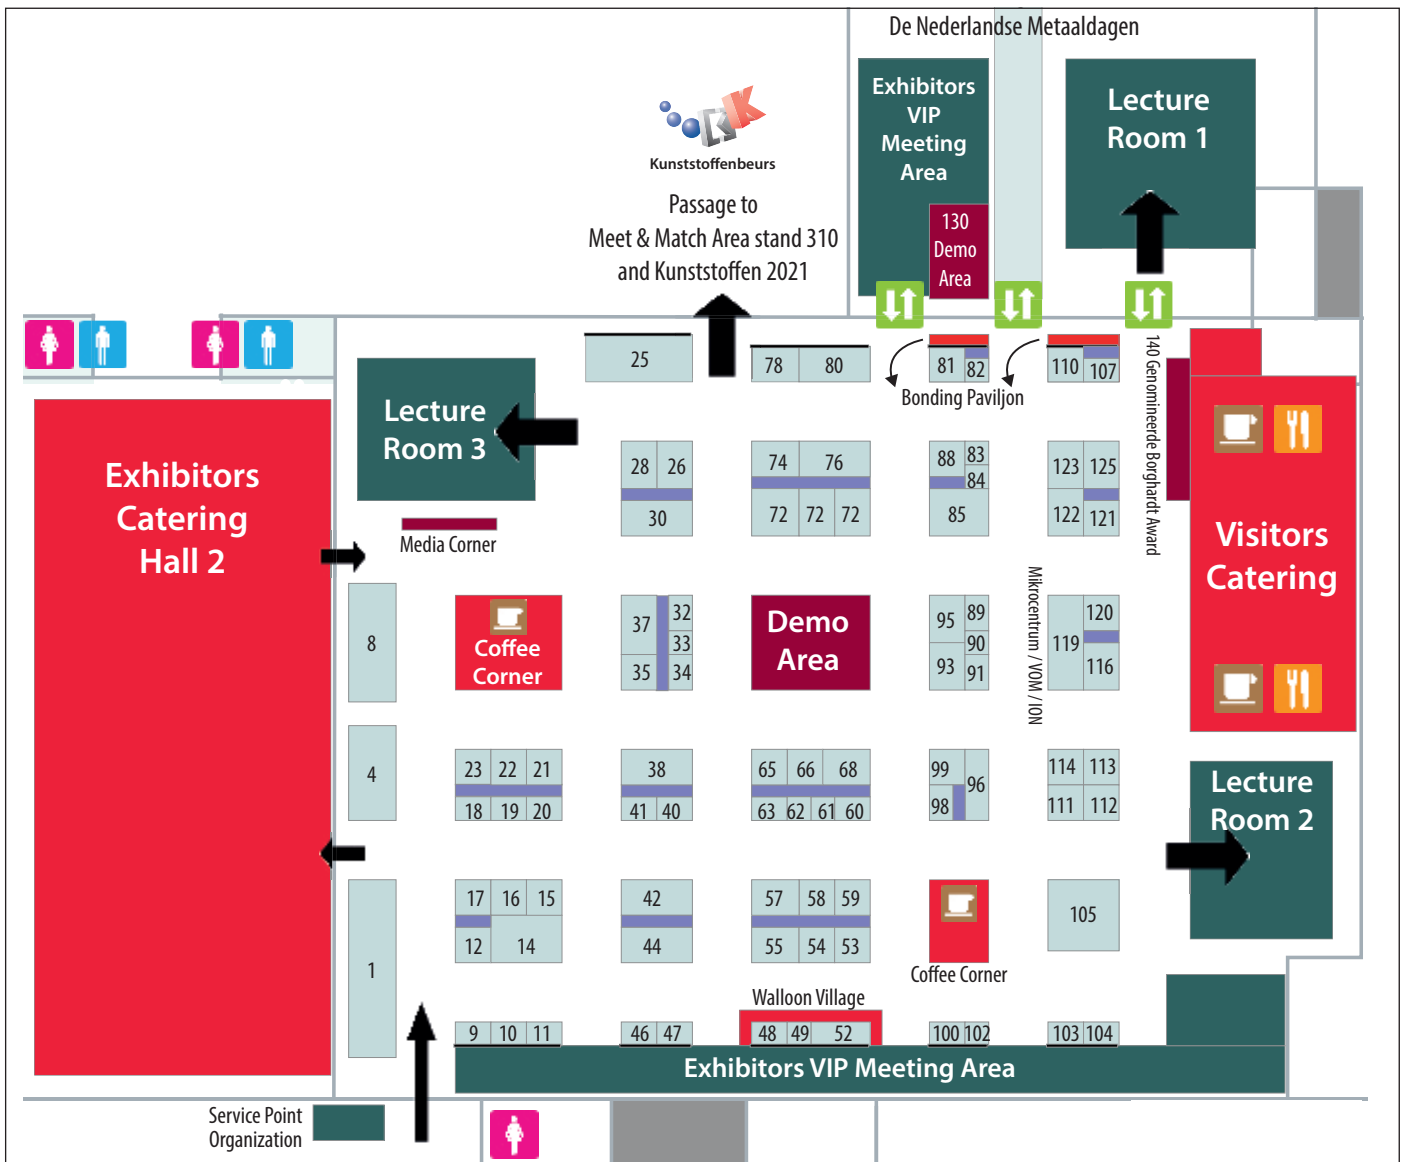 De Nederlandse Metaaldagen
Exhibitors
VIP
Meeting
Area
Lecture
Room 1
Kunststoffenbeurs
Passage to
Meet & Match Area stand 310
and Kunststoffen 2021
130
Demo
Area
25
78 80
81 82
110 107
Bonding Paviljon
140 Genomineerde Borghardt Award
Lecture
Room 3
Exhibitors
Catering
Hall 2
28 26
30
74 76
72 72 72
88 83
84
85
123 125
122 121
Media Corner
Visitors
Catering
8
Coffee
Corner
37 32
33
35 34
Demo
Area
95 89
90
93 91
Mikrocentrum / VOM / ION
120
119
116
4
23 22 21
18 19 20
38
41 40
65 66 68
63 62 61 60
99
96
98
114 113
111 112
Lecture
Room 2
1
17 16 15
12 14
42
44
57 58 59
55 54 53
Coffee Corner
105
Walloon Village
9 10 11
46 47
48 49 52
100 102
103 104
Exhibitors VIP Meeting Area
Service Point
Organization